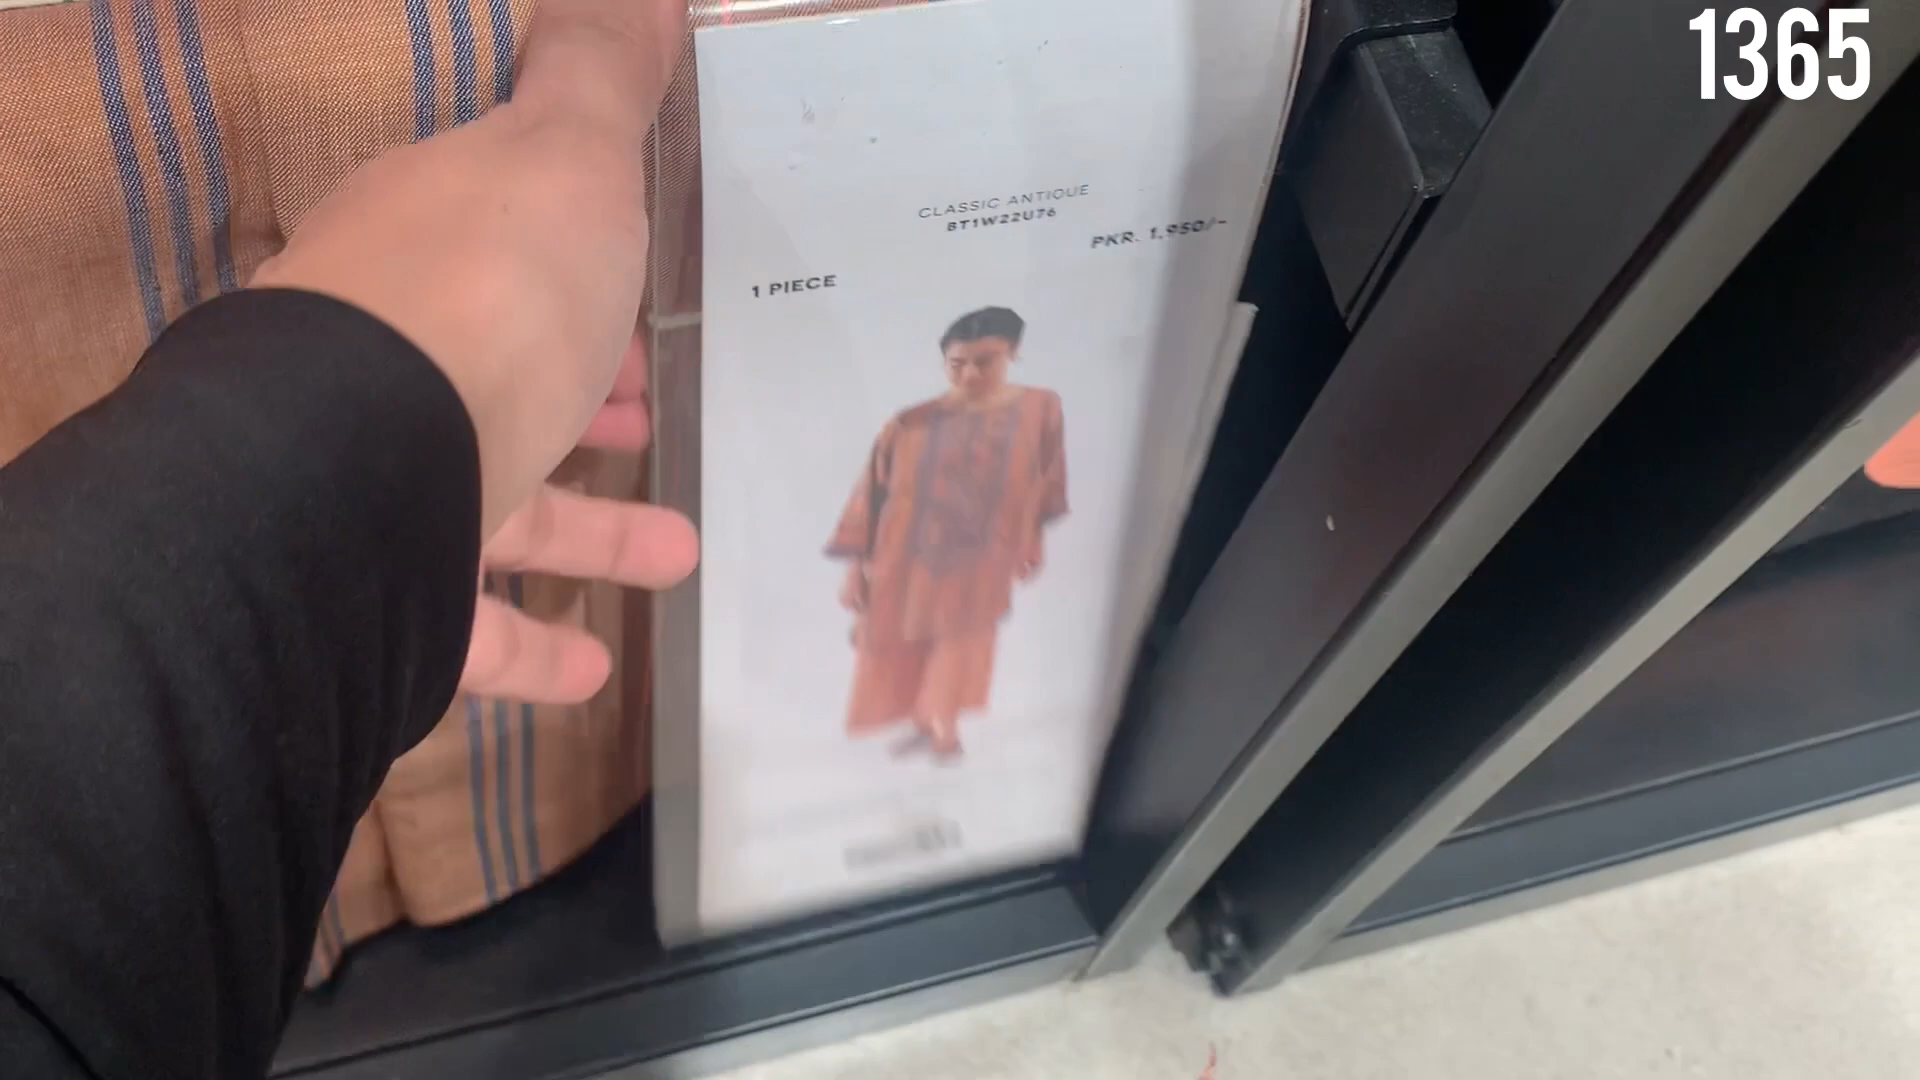 1365
CLASSIC ANTIQUE
BT1W22U76
PKR. 1,950/-
1 PIECE